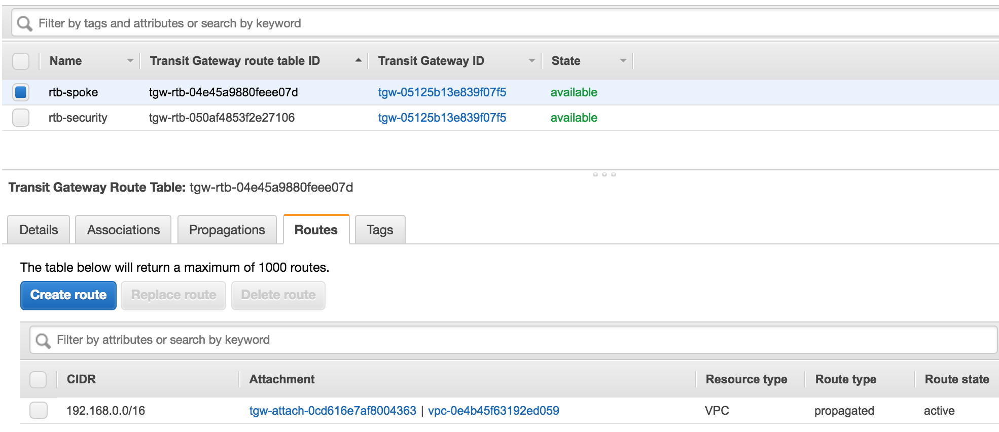 Filter by tags and attributes or search by keyword
Name Transit Gateway route table ID Transit Gateway ID State
rtb-spoke tgw-rtb-04e45a9880feee07d tgw-05125b13e839f07f5 available
rtb-security tgw-rtb-050af4853f2e27106 tgw-05125b13e839f07f5 available
Transit Gateway Route Table: tgw-rtb-04e45a9880feee07d
Details Associations Propagations Routes Tags
The table below will return a maximum of 1000 routes.
Create route Replace route Delete route
Filter by attributes or search by keyword
CIDR Attachment Resource type Route type Route state
192.168.0.0/16 tgw-attach-0cd616e7af8004363 | vpc-0e4b45f63192ed059 VPC propagated active